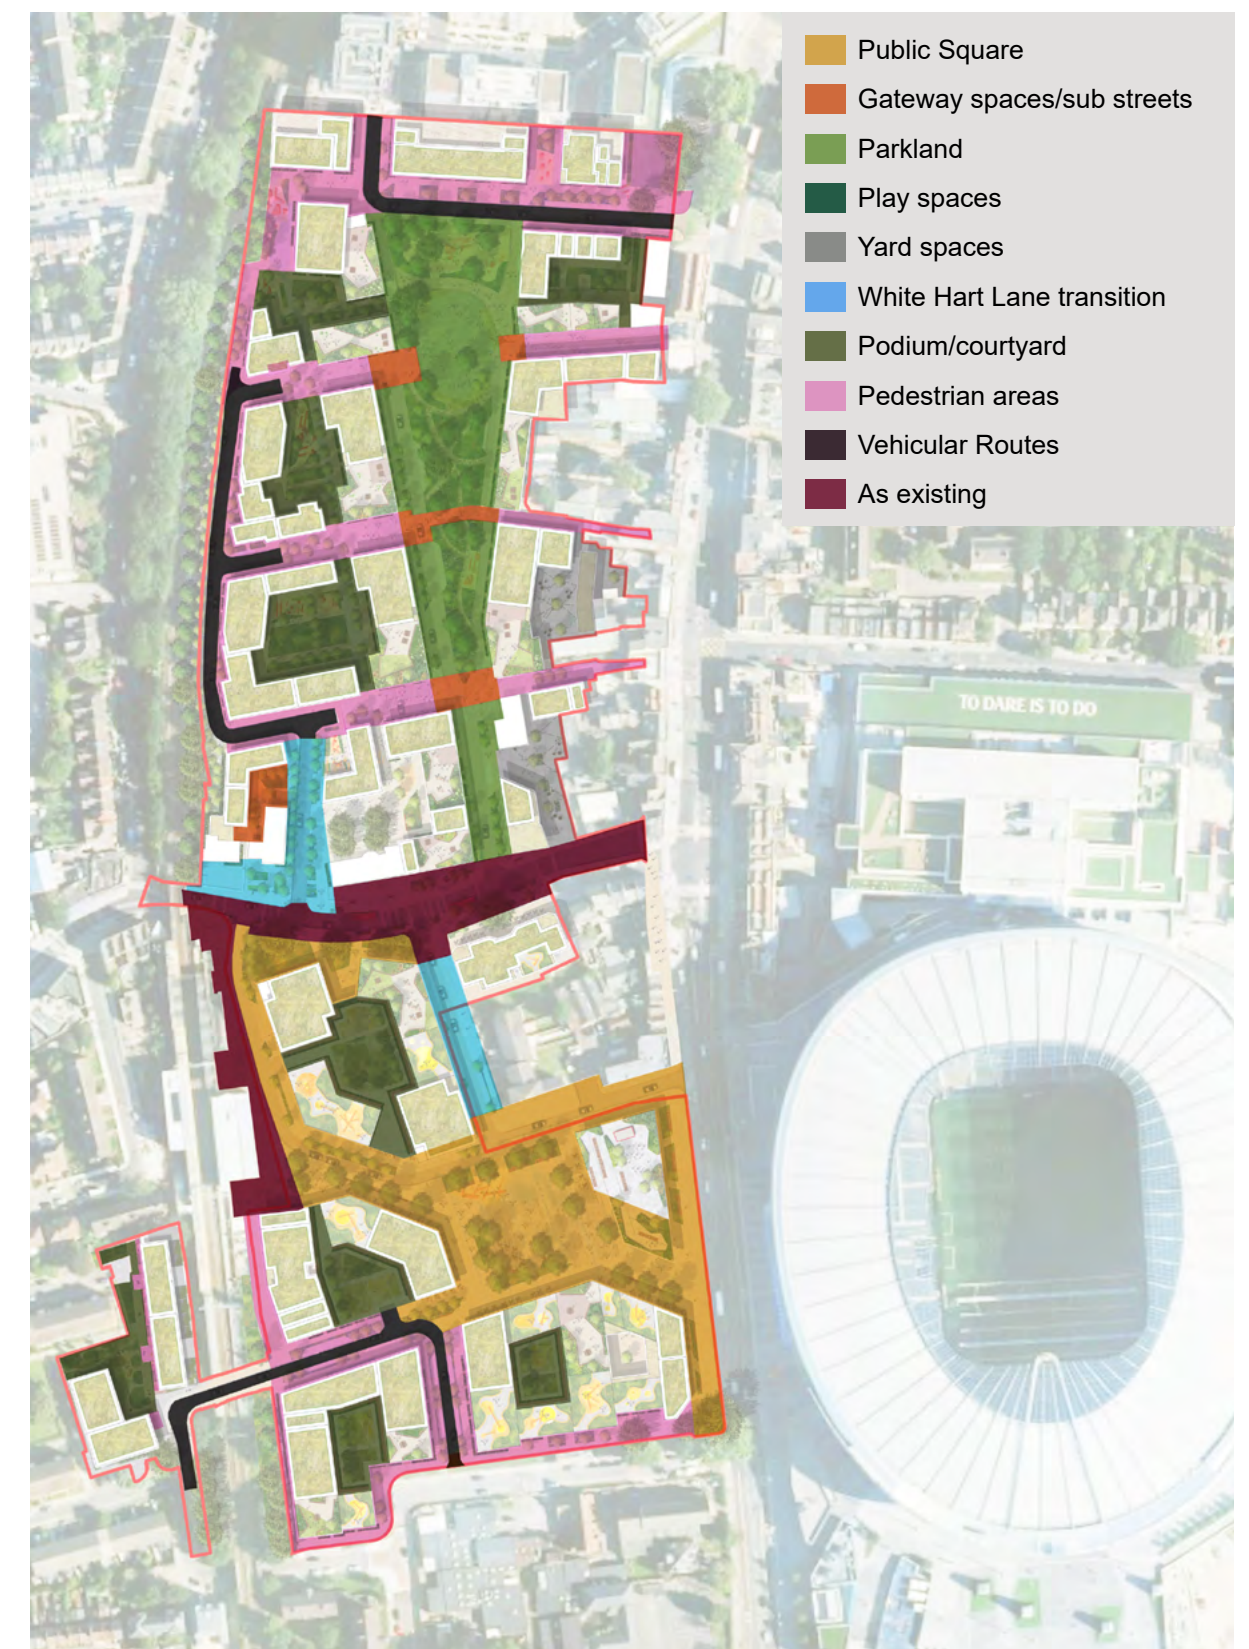 Public Square
Gateway spaces/sub streets
Parkland
Play spaces
Yard spaces
White Hart Lane transition
Podium/courtyard
Pedestrian areas
Vehicular Routes
As existing
TO DARE IS TO DO